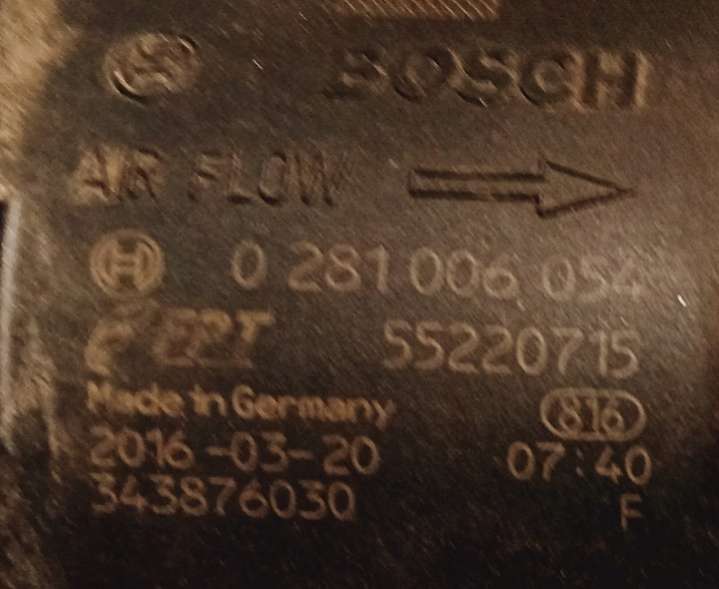 BOSCH
AIR FLOW
0 281 006 054
55220715
Made in Germany 816
2016-03-20 07:40
343876030 F